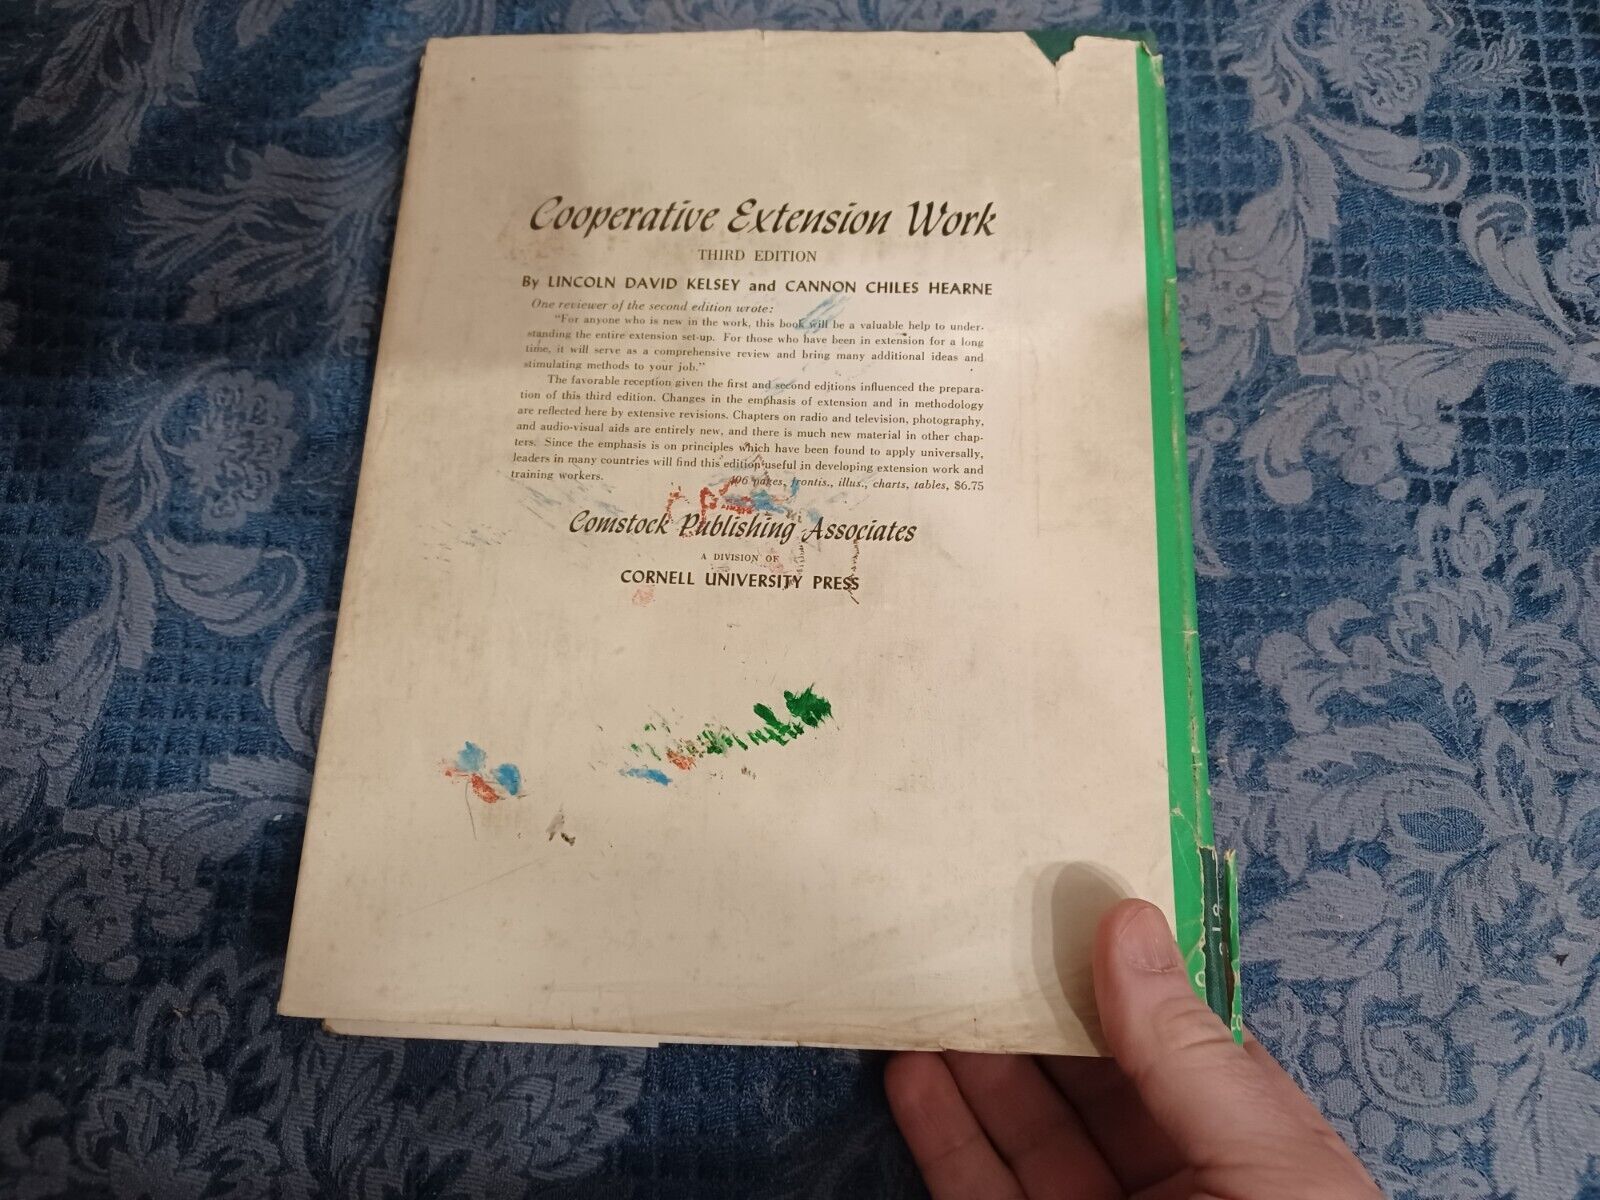 Cooperative Extension Work
THIRD EDITION
By LINCOLN DAVID KELSEY and CANNON CHILES HEARNE
One reviewer of the second edition wrote:
"For anyone who is new in the work, this book will be a valuable help to under-
standing the entire extension set-up. For those who have been in extension for a long
time, it will serve as a comprehensive review and bring many additional ideas and
stimulating methods to your job."
The favorable reception given the first and second editions influenced the prepara-
tion of this third edition. Changes in the emphasis of extension and in methodology
are reflected here by extensive revisions. Chapters on radio and television, photography,
and audio-visual aids are entirely new, and there is much new material in other chap-
ters. Since the emphasis is on principles which have been found to apply universally,
leaders in many countries will find this edition useful in developing extension work and
training workers. pages, frontis., illus., charts, tables, $6.75
Comstock Publishing Associates
A DIVISION OF
CORNELL UNIVERSITY PRESS